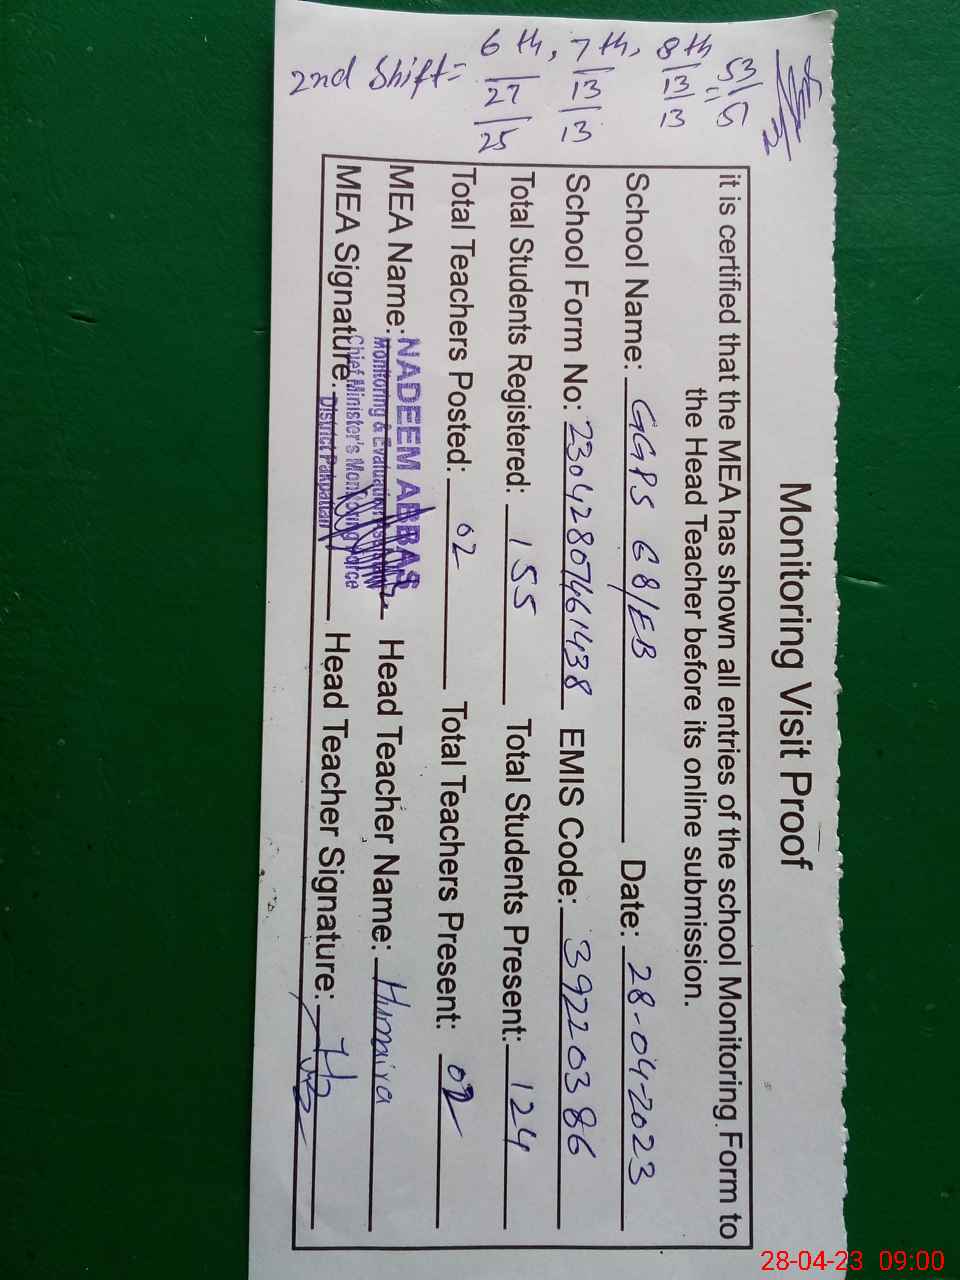 Monitoring Visit Proof
it is certified that the MEA has shown all entries of the school Monitoring Form to
the Head Teacher before its online submission.
School Name: GGPS 68/EB Date: 28-04-2023
School Form No: 23042807461438 EMIS Code: 39220386
Total Students Registered: 155 Total Students Present: 124
Total Teachers Posted: 02 Total Teachers Present: 02
MEA Name: NADEEM ABBAS Head Teacher Name: Humaira
Monitoring & Evaluation
MEA Signature. Head Teacher Signature:
Chief Minister's Monitoring Force
District Pakpattan
2nd Shift = 6th, 7th, 8th
27 13 13 = 53
25 13 13 51
28-04-23 09:00